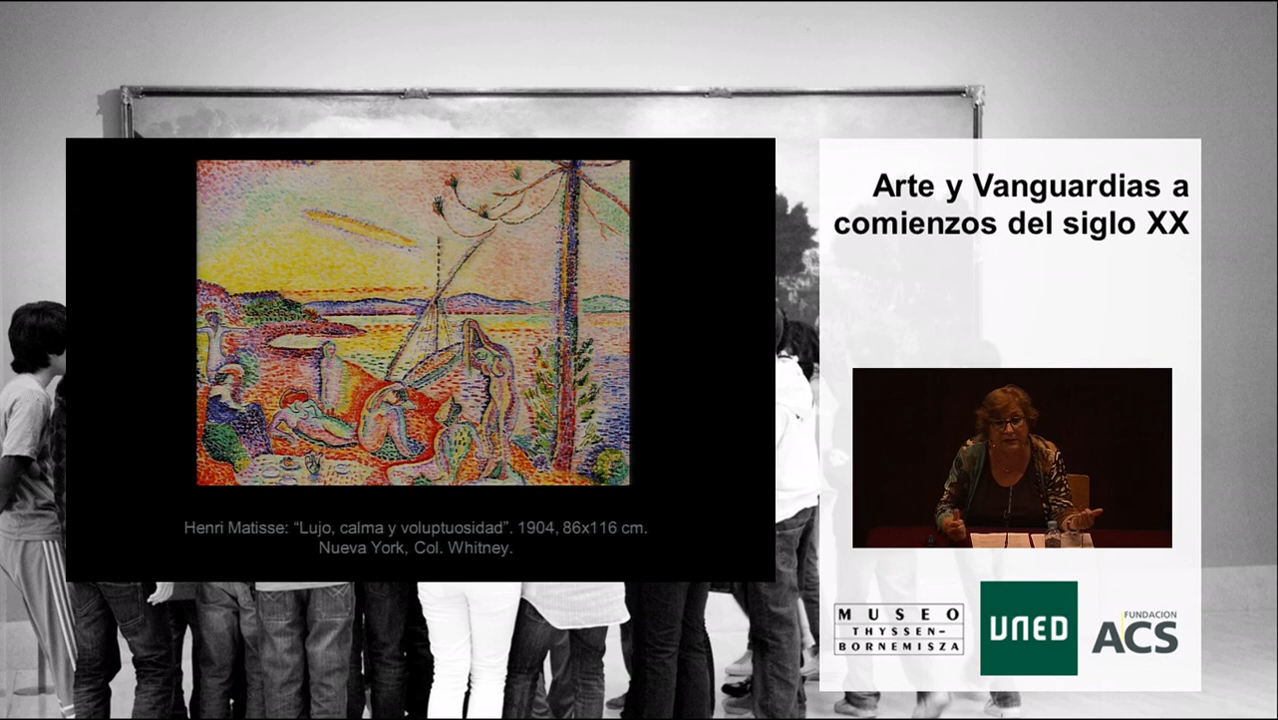 Arte y Vanguardias a
comienzos del siglo XX
Henri Matisse: “Lujo, calma y voluptuosidad”. 1904, 86x116 cm.
Nueva York, Col. Whitney.
MUSEO
THYSSEN-
BORNEMISZA
UNED
FUNDACION
ACS